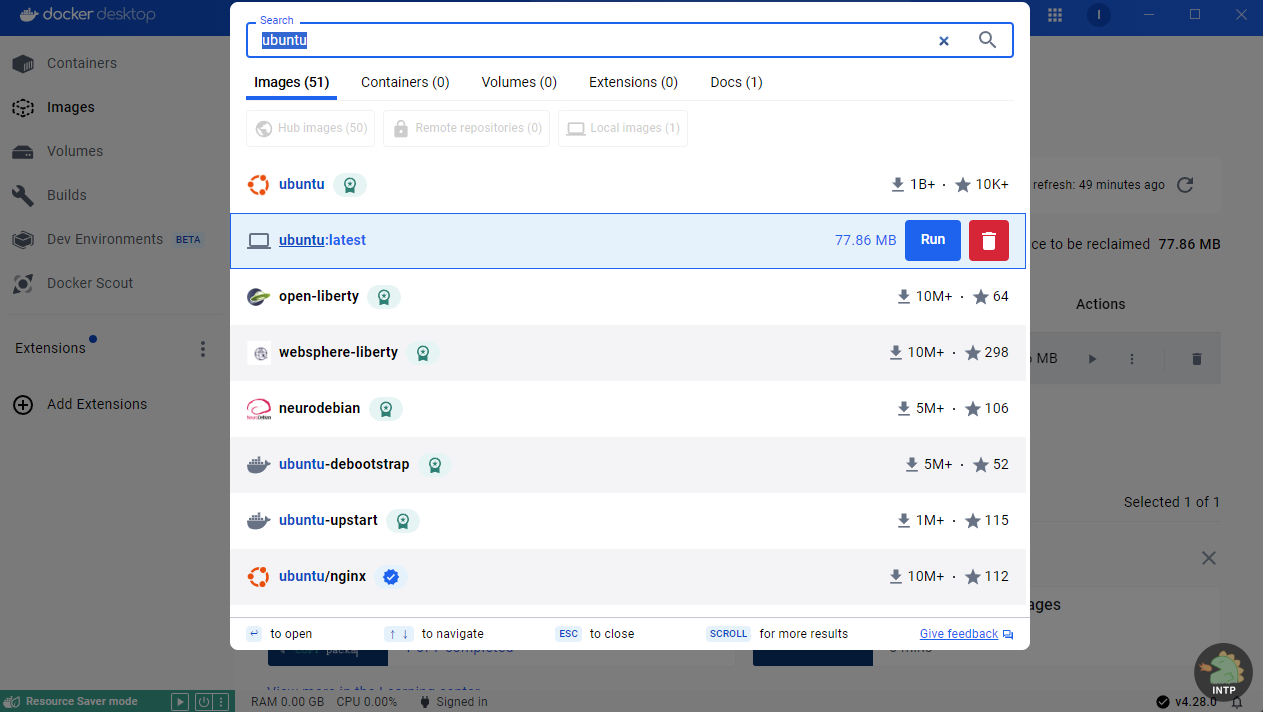 docker desktop
I
Search
ubuntu
Images (51)
Containers (0)
Volumes (0)
Extensions (0)
Docs (1)
Hub images (50)
Remote repositories (0)
Local images (1)
Containers
Images
Volumes
Builds
Dev Environments BETA
Docker Scout
Extensions
Add Extensions
ubuntu 1B+ · 10K+
ubuntu:latest 77.86 MB Run
open-liberty 10M+ · 64
websphere-liberty 10M+ · 298
neurodebian 5M+ · 106
ubuntu-debootstrap 5M+ · 52
ubuntu-upstart 1M+ · 115
ubuntu/nginx 10M+ · 112
refresh: 49 minutes ago
ce to be reclaimed 77.86 MB
Actions
MB
Selected 1 of 1
ages
↵ to open
↑ ↓ to navigate
ESC to close
SCROLL for more results
Give feedback
View more in the Learning center
INTP
Resource Saver mode
RAM 0.00 GB CPU 0.00% Signed in
v4.28.0